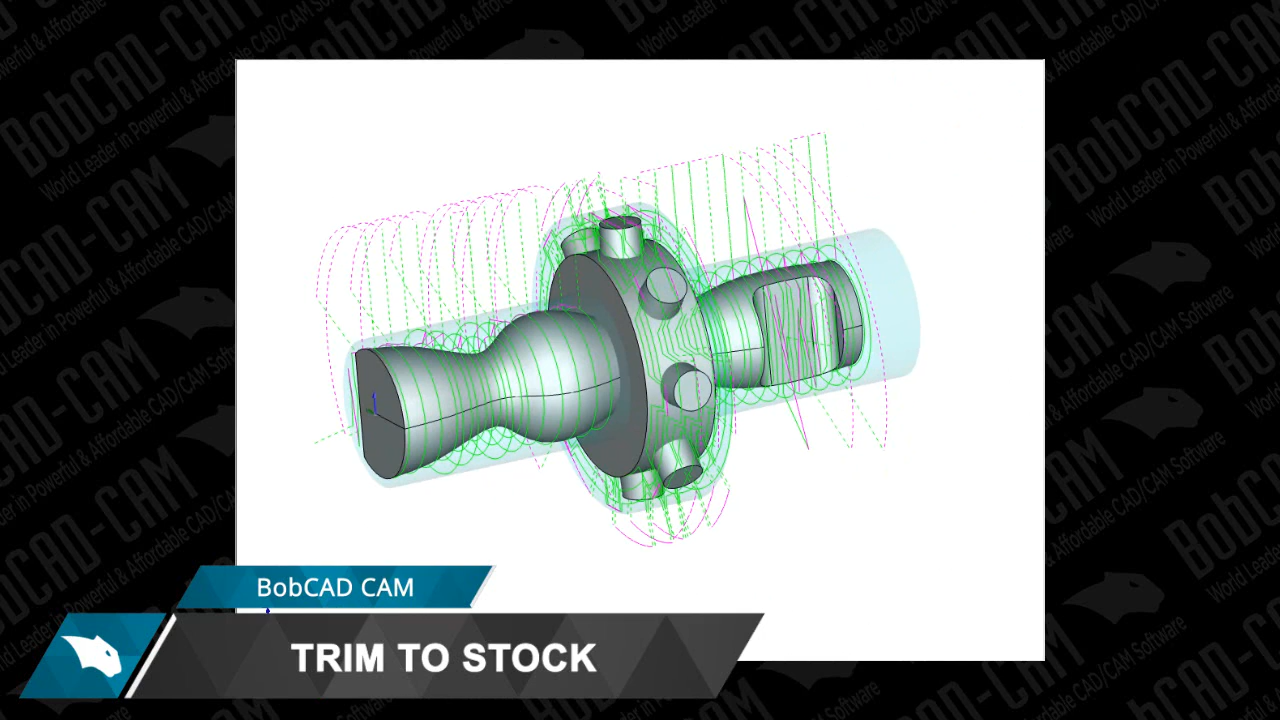 BobCAD-CAM
World Leader in Powerful & Affordable CAD/CAM Software
BobCAD CAM
TRIM TO STOCK